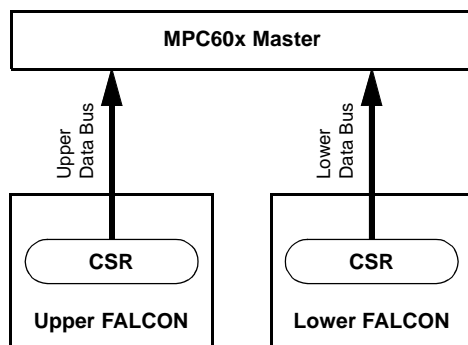 MPC60x Master
Upper
Data Bus
Lower
Data Bus
CSR
CSR
Upper FALCON
Lower FALCON